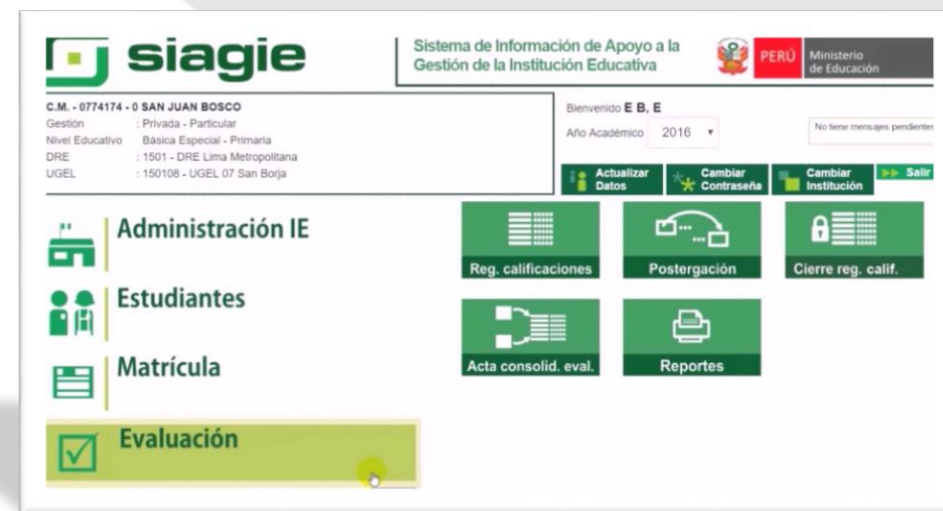 siagie
Sistema de Información de Apoyo a la
Gestión de la Institución Educativa
PERÚ
Ministerio
de Educación
C.M. - 0774174 - 0 SAN JUAN BOSCO
Gestión : Privada - Particular
Nivel Educativo Básica Especial - Primaria
DRE : 1501 - DRE Lima Metropolitana
UGEL : 150108 - UGEL 07 San Borja
Bienvenido E B, E
Año Académico 2016
No tiene mensajes pendientes
Actualizar
Datos
Cambiar
Contraseña
Cambiar
Institución
Salir
Administración IE
Estudiantes
Matrícula
Evaluación
Reg. calificaciones
Postergación
Cierre reg. calif.
Acta consolid. eval.
Reportes